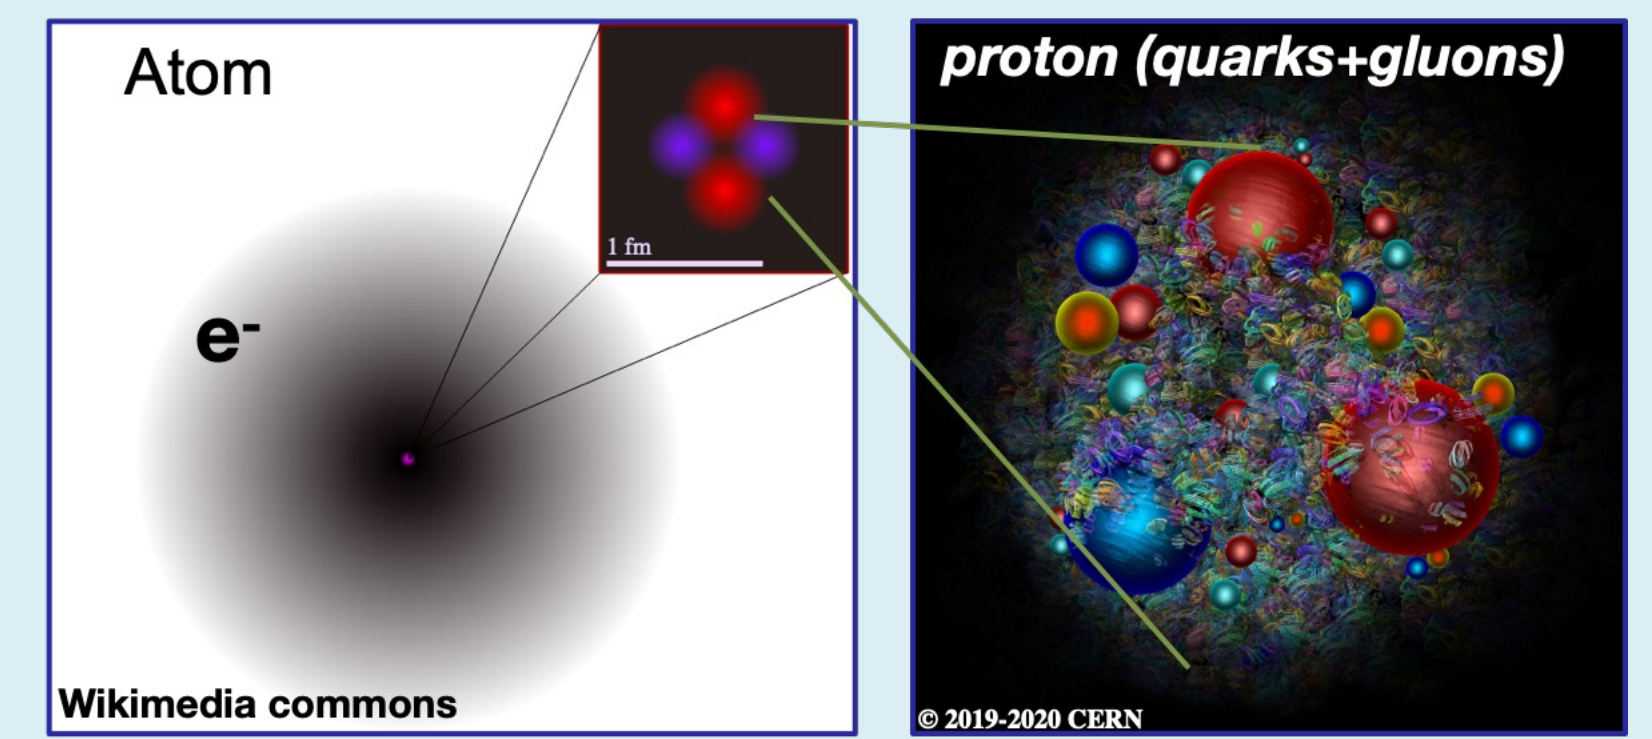 Atom
e-
1 fm
Wikimedia commons
proton (quarks+gluons)
© 2019-2020 CERN